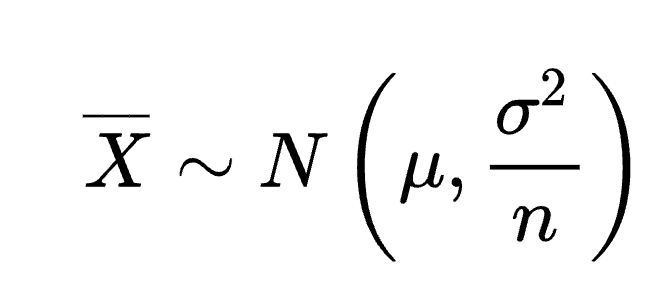 X̅ ∼ N(μ, σ²/n)